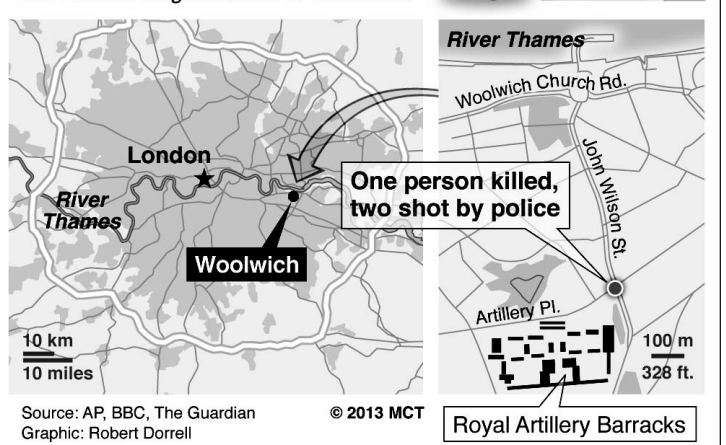 London
River
Thames
Woolwich
10 km
10 miles
River Thames
Woolwich Church Rd.
John Wilson St.
One person killed,
two shot by police
Artillery Pl.
100 m
328 ft.
Royal Artillery Barracks
Source: AP, BBC, The Guardian
© 2013 MCT
Graphic: Robert Dorrell